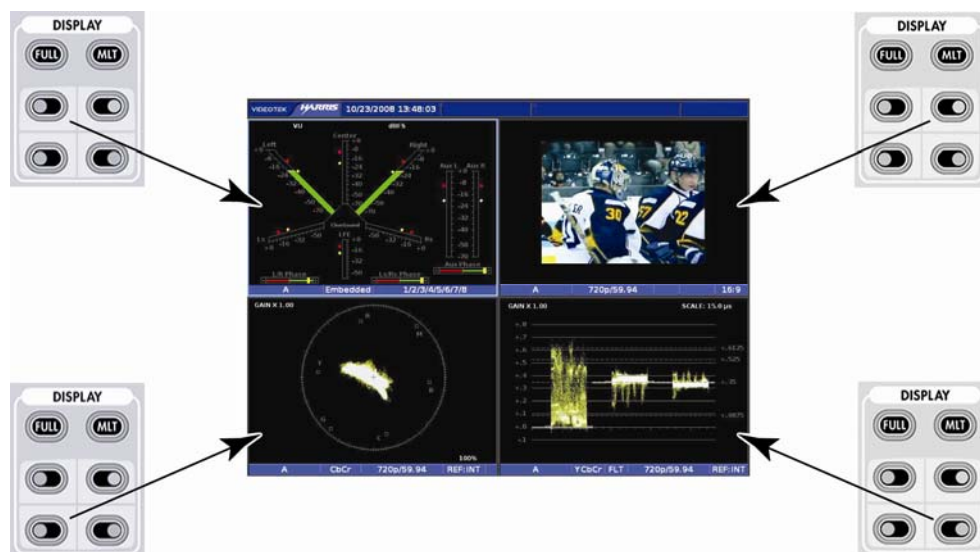 DISPLAY
FULL MLT
DISPLAY
FULL MLT
VIDEOTEK HARRIS 10/23/2008 13:48:03
VU dBFS
Left Center Right
Aux L Aux R
Surround
Ls LFE Rs
L/R Phase Ls/Rs Phase Aux Phase
A Embedded 1/2/3/4/5/6/7/8
30 27 22
A 720p/59.94 16:9
GAIN X 1.00
100%
A CbCr 720p/59.94 REF:INT
GAIN X 1.00 SCALE: 15.0 µs
A YCbCr FLT 720p/59.94 REF:INT
DISPLAY
FULL MLT
DISPLAY
FULL MLT